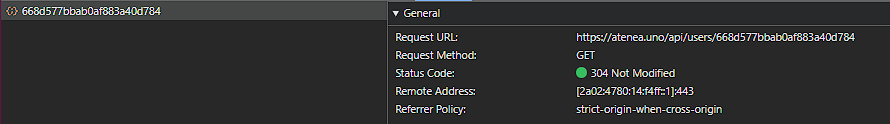 668d577bbab0af883a40d784
General
Request URL: https://atenea.uno/api/users/668d577bbab0af883a40d784
Request Method: GET
Status Code: 304 Not Modified
Remote Address: [2a02:4780:14:f4ff::1]:443
Referrer Policy: strict-origin-when-cross-origin